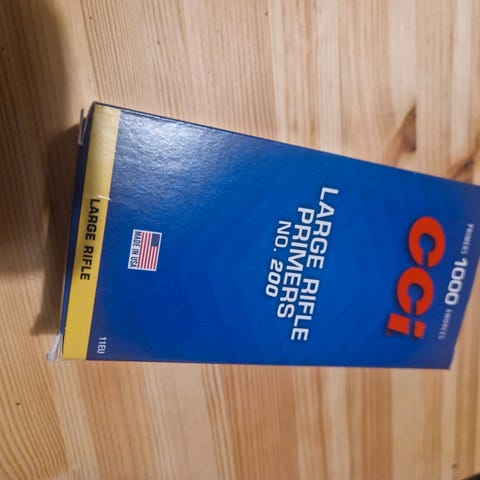 PRIMERS 1000 AMORCES
CCI
LARGE RIFLE
PRIMERS
NO. 200
MADE IN USA
LARGE RIFLE
11EU